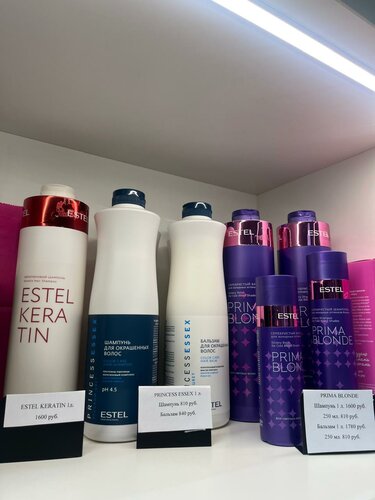 ESTEL
ESTEL
KERA
TIN
ESTEL KERATIN 1л.
1600 руб.
PRINCESS ESSEX
ШАМПУНЬ
ДЛЯ ОКРАШЕННЫХ
ВОЛОС
pH 4.5
ESTEL
БАЛЬЗАМ
ДЛЯ ОКРАШЕННЫХ
ВОЛОС
ESTEL
PRINCESS ESSEX 1 л
Шампунь 810 руб.
Бальзам 840 руб.
ESTEL
PRIMA
BLONDE
ESTEL
ESTEL
PRIMA
BLONDE
ESTEL
PRIMA
BLONDE
PRIMA BLONDE
Шампунь 1 л. 1600 руб.
250 мл. 810 руб.
Бальзам 1 л. 1780 руб.
250 мл. 810 руб.